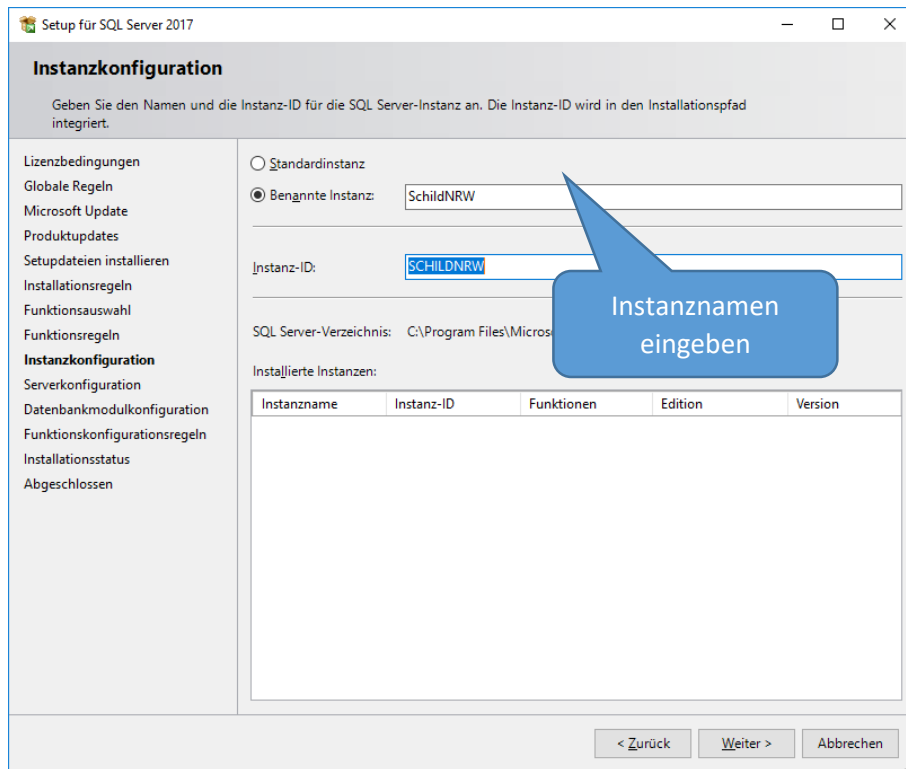 Setup für SQL Server 2017
Instanzkonfiguration
Geben Sie den Namen und die Instanz-ID für die SQL Server-Instanz an. Die Instanz-ID wird in den Installationspfad
integriert.
Lizenzbedingungen
Globale Regeln
Microsoft Update
Produktupdates
Setupdateien installieren
Installationsregeln
Funktionsauswahl
Funktionsregeln
Instanzkonfiguration
Serverkonfiguration
Datenbankmodulkonfiguration
Funktionskonfigurationsregeln
Installationsstatus
Abgeschlossen
Standardinstanz
Benannte Instanz: SchildNRW
Instanz-ID: SCHILDNRW
SQL Server-Verzeichnis: C:\Program Files\Micros
Installierte Instanzen:
Instanzname Instanz-ID Funktionen Edition Version
Instanznamen
eingeben
< Zurück Weiter > Abbrechen